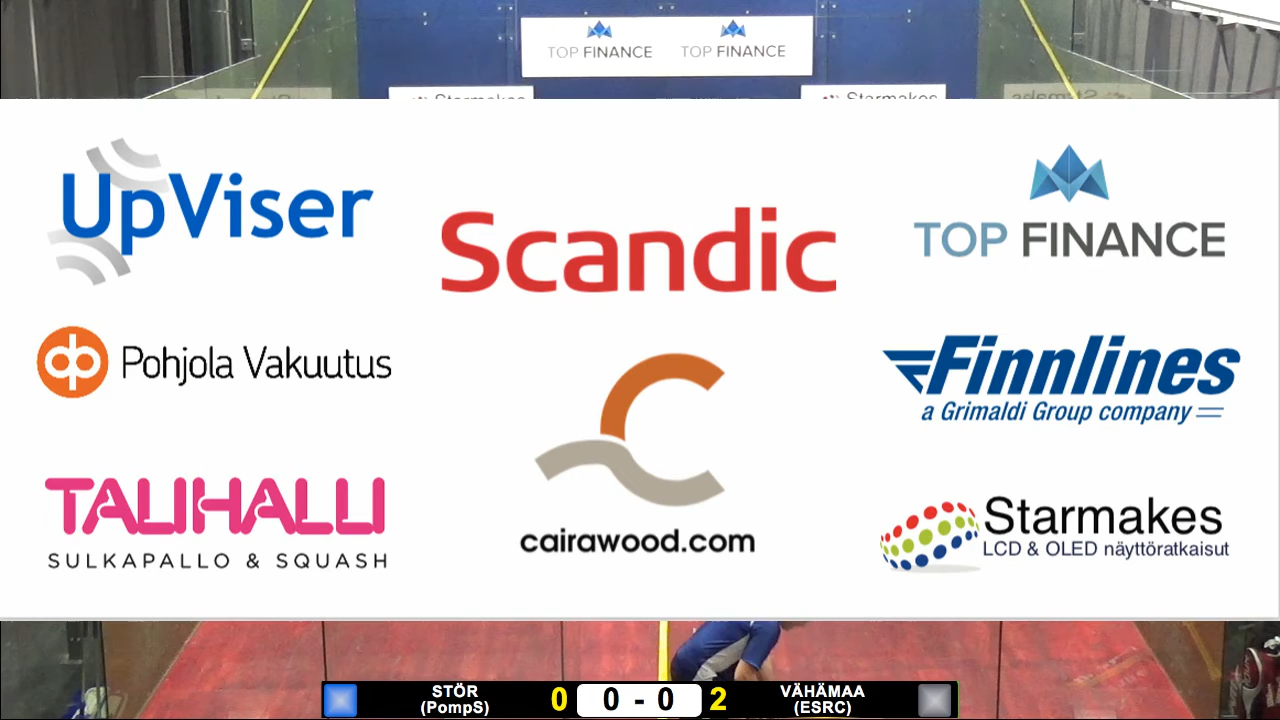 TOP FINANCE TOP FINANCE
Starmakes Starmakes
UpViser
Scandic
TOP FINANCE
Pohjola Vakuutus
Finnlines
a Grimaldi Group company
TALIHALLI
SULKAPALLO & SQUASH
cairawood.com
Starmakes
LCD & OLED näyttöratkaisut
STÖR
(PompS)
0 0 - 0 2
VÄHÄMAA
(ESRC)